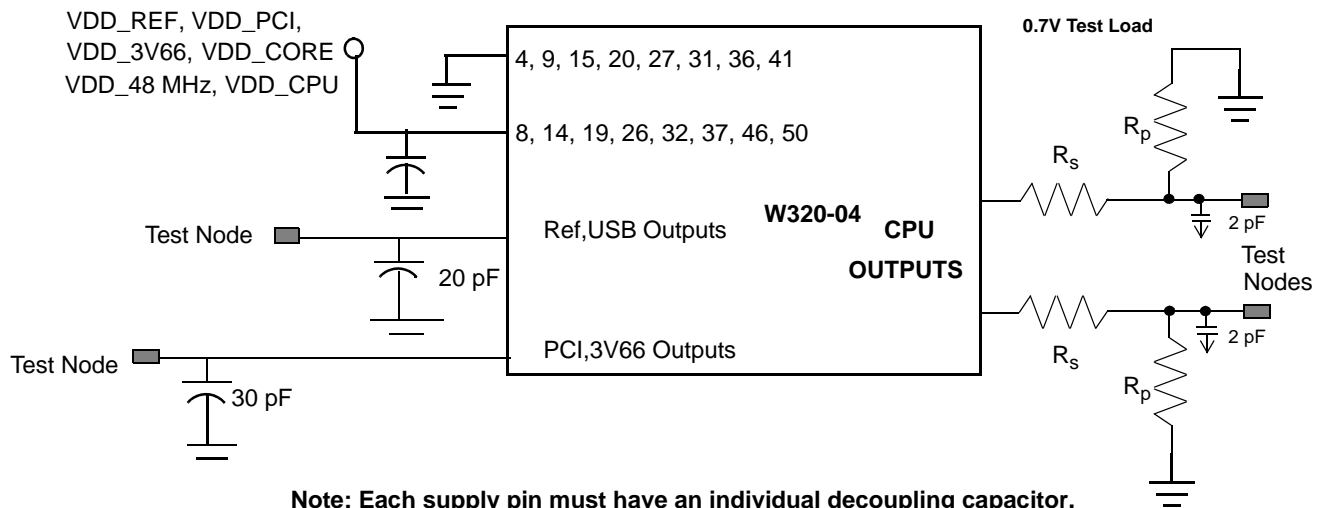 VDD_REF, VDD_PCI,
VDD_3V66, VDD_CORE
VDD_48 MHz, VDD_CPU
4, 9, 15, 20, 27, 31, 36, 41
8, 14, 19, 26, 32, 37, 46, 50
0.7V Test Load
Rp
Rs
W320-04
CPU
OUTPUTS
2 pF
Test Node
Ref,USB Outputs
20 pF
Test
Nodes
Rs
2 pF
Test Node
PCI,3V66 Outputs
30 pF
Rp
Note: Each supply pin must have an individual decoupling capacitor.